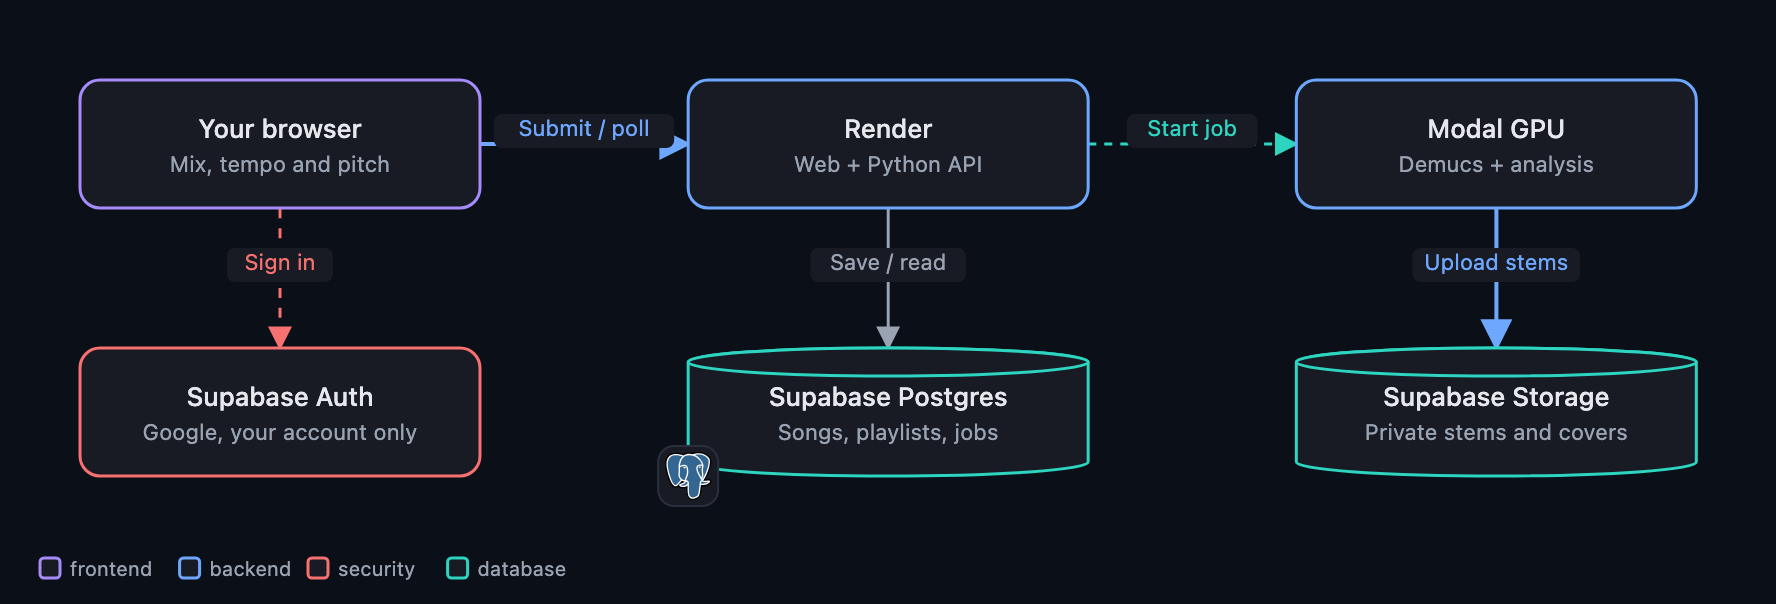 Your browser
Mix, tempo and pitch
Submit / poll
Render
Web + Python API
Start job
Modal GPU
Demucs + analysis
Sign in
Save / read
Upload stems
Supabase Auth
Google, your account only
Supabase Postgres
Songs, playlists, jobs
Supabase Storage
Private stems and covers
frontend
backend
security
database